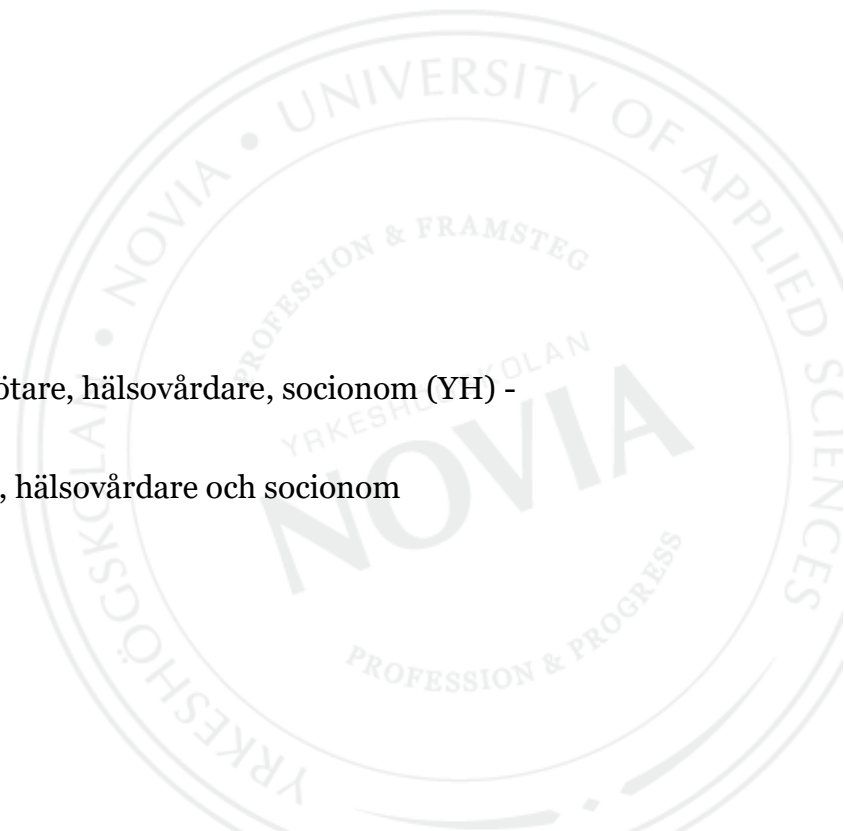 UNIVERSITY OF APPLIED SCIENCES
YRKESHÖGSKOLAN • NOVIA •
PROFESSION & FRAMSTEG
ötare, hälsovårdare, socionom (YH) -
YRKESHÖGSKOLAN
NOVIA
, hälsovårdare och socionom
PROFESSION & PROGRESS